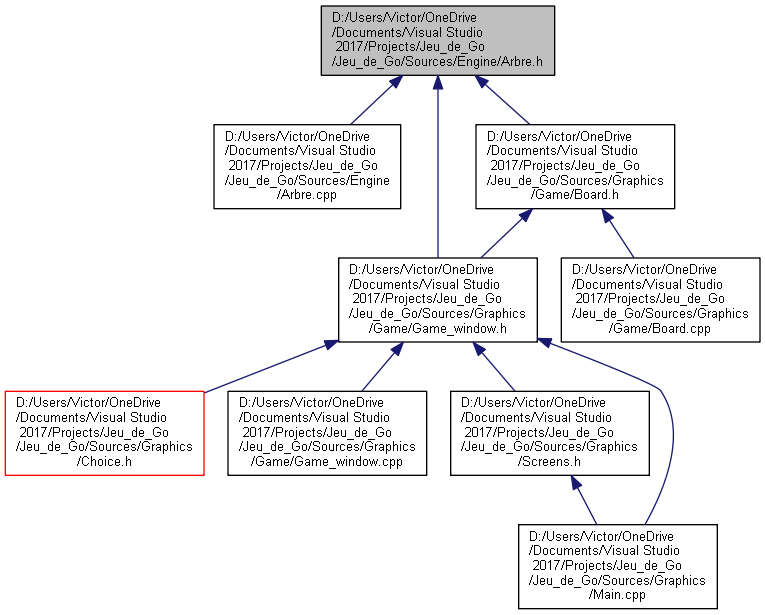 D:/Users/Victor/OneDrive
/Documents/Visual Studio
2017/Projects/Jeu_de_Go
/Jeu_de_Go/Sources/Engine/Arbre.h
D:/Users/Victor/OneDrive
/Documents/Visual Studio
2017/Projects/Jeu_de_Go
/Jeu_de_Go/Sources/Engine
/Arbre.cpp
D:/Users/Victor/OneDrive
/Documents/Visual Studio
2017/Projects/Jeu_de_Go
/Jeu_de_Go/Sources/Graphics
/Game/Board.h
D:/Users/Victor/OneDrive
/Documents/Visual Studio
2017/Projects/Jeu_de_Go
/Jeu_de_Go/Sources/Graphics
/Game/Game_window.h
D:/Users/Victor/OneDrive
/Documents/Visual Studio
2017/Projects/Jeu_de_Go
/Jeu_de_Go/Sources/Graphics
/Game/Board.cpp
D:/Users/Victor/OneDrive
/Documents/Visual Studio
2017/Projects/Jeu_de_Go
/Jeu_de_Go/Sources/Graphics
/Choice.h
D:/Users/Victor/OneDrive
/Documents/Visual Studio
2017/Projects/Jeu_de_Go
/Jeu_de_Go/Sources/Graphics
/Game/Game_window.cpp
D:/Users/Victor/OneDrive
/Documents/Visual Studio
2017/Projects/Jeu_de_Go
/Jeu_de_Go/Sources/Graphics
/Screens.h
D:/Users/Victor/OneDrive
/Documents/Visual Studio
2017/Projects/Jeu_de_Go
/Jeu_de_Go/Sources/Graphics
/Main.cpp